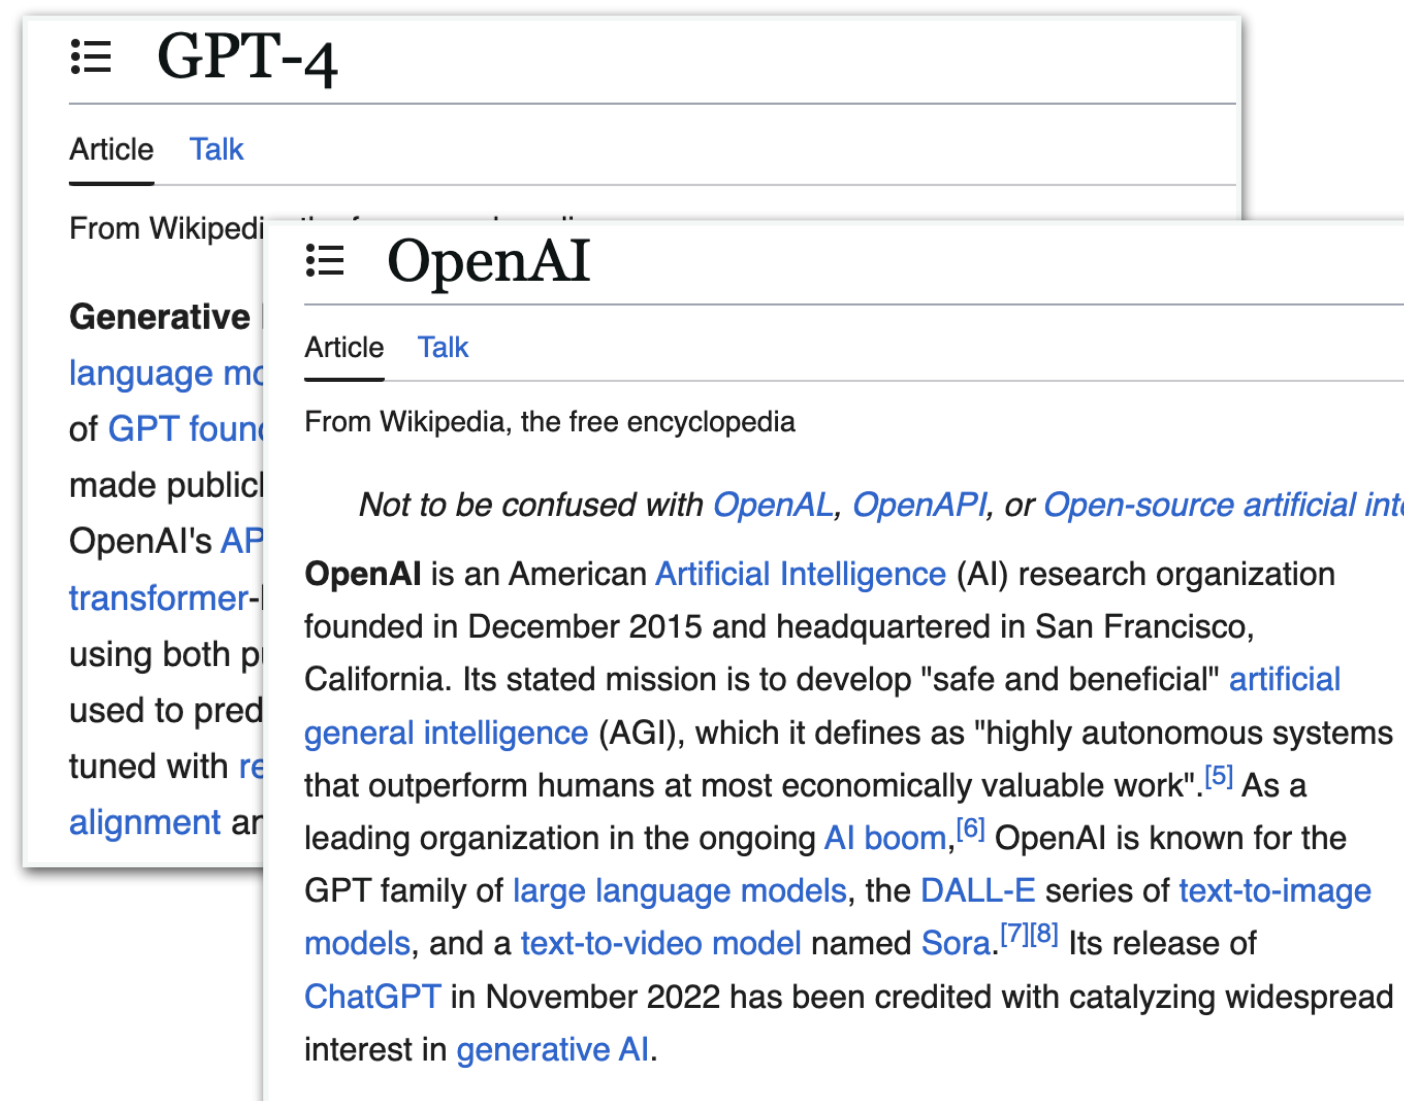 GPT-4
Article Talk
From Wikipedi
Generative
language mo
of GPT foun
made public
OpenAI's AP
transformer-
using both p
used to pred
tuned with re
alignment an
OpenAI
Article Talk
From Wikipedia, the free encyclopedia
Not to be confused with OpenAL, OpenAPI, or Open-source artificial int
OpenAI is an American Artificial Intelligence (AI) research organization
founded in December 2015 and headquartered in San Francisco,
California. Its stated mission is to develop "safe and beneficial" artificial
general intelligence (AGI), which it defines as "highly autonomous systems
that outperform humans at most economically valuable work".[5] As a
leading organization in the ongoing AI boom,[6] OpenAI is known for the
GPT family of large language models, the DALL-E series of text-to-image
models, and a text-to-video model named Sora.[7][8] Its release of
ChatGPT in November 2022 has been credited with catalyzing widespread
interest in generative AI.